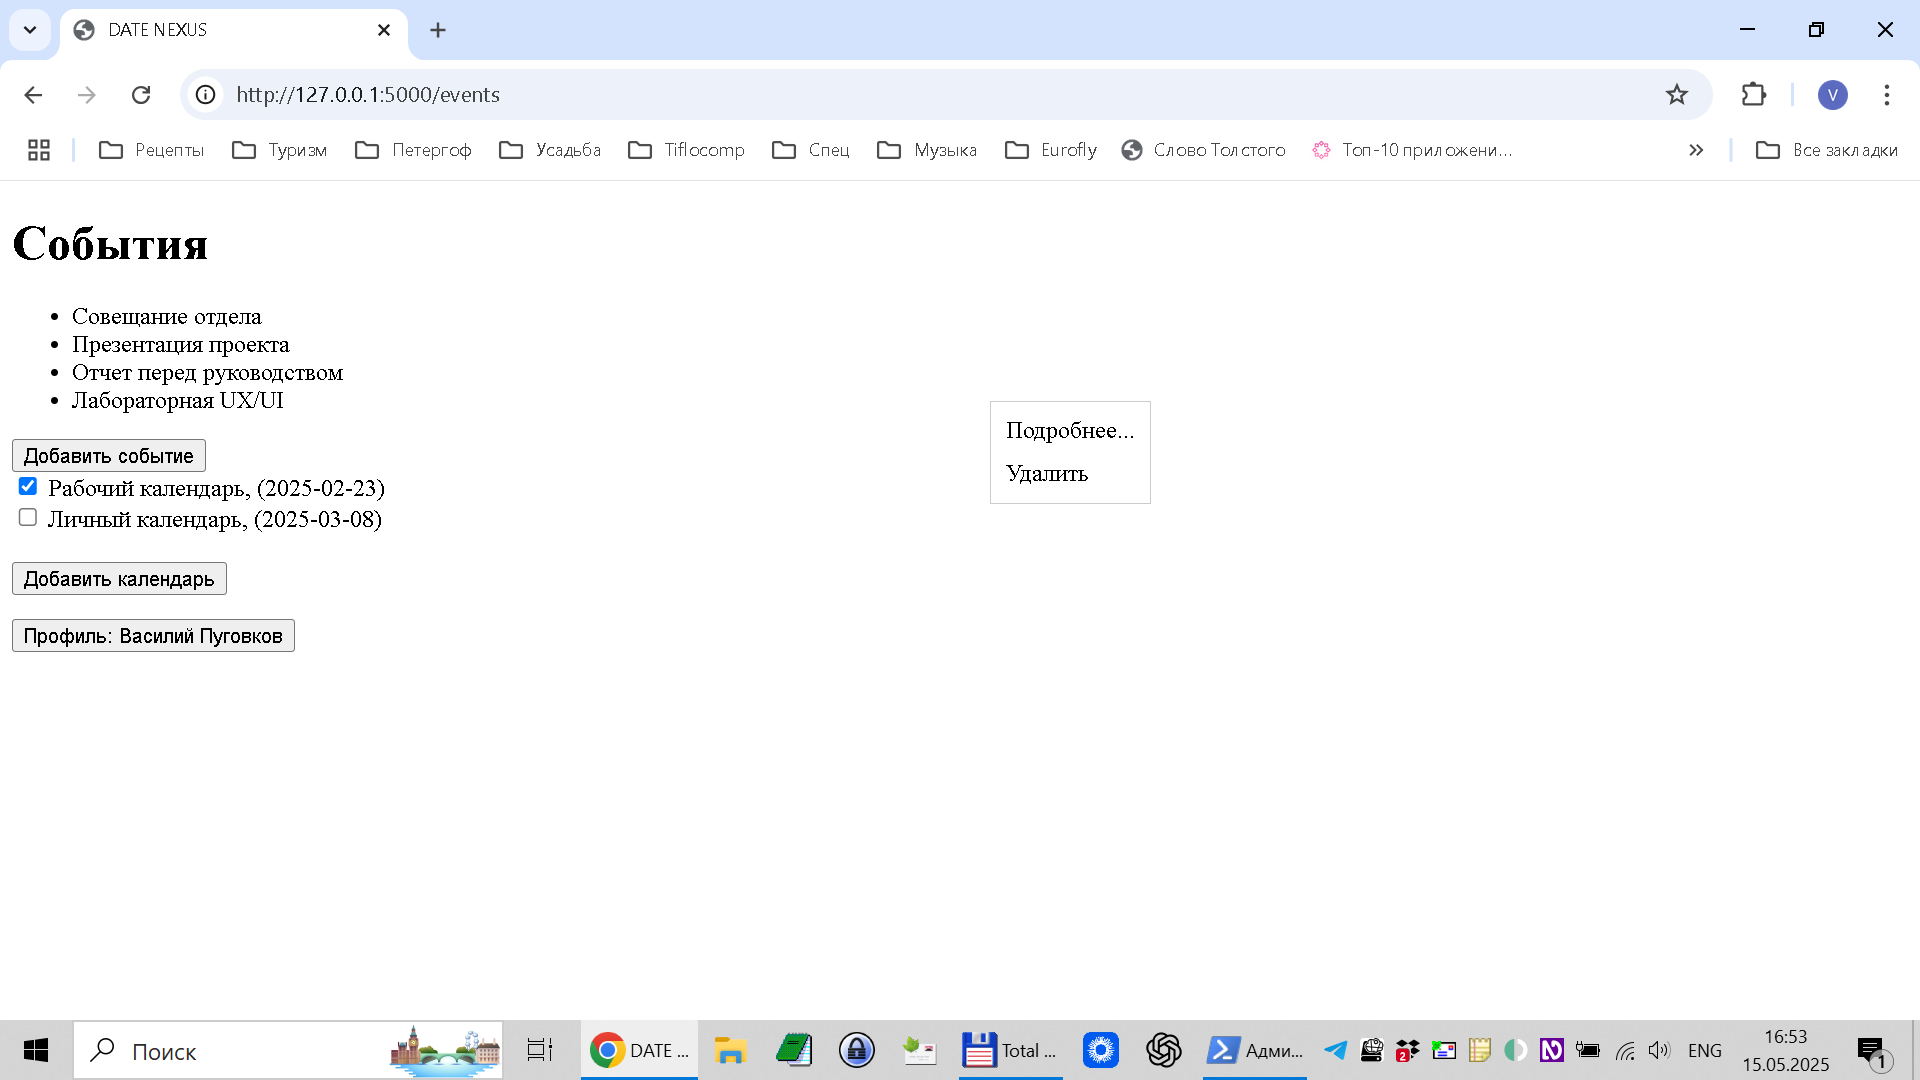 DATE NEXUS
http://127.0.0.1:5000/events
V
Рецепты
Туризм
Петергоф
Усадьба
Tiflocomp
Спец
Музыка
Eurofly
Слово Толстого
Топ-10 приложени...
Все закладки
События
Совещание отдела
Презентация проекта
Отчет перед руководством
Лабораторная UX/UI
Подробнее...
Удалить
Добавить событие
Рабочий календарь, (2025-02-23)
Личный календарь, (2025-03-08)
Добавить календарь
Профиль: Василий Пуговков
Поиск
DATE ...
Total ...
Адми...
2
N
ENG
16:53
15.05.2025
1